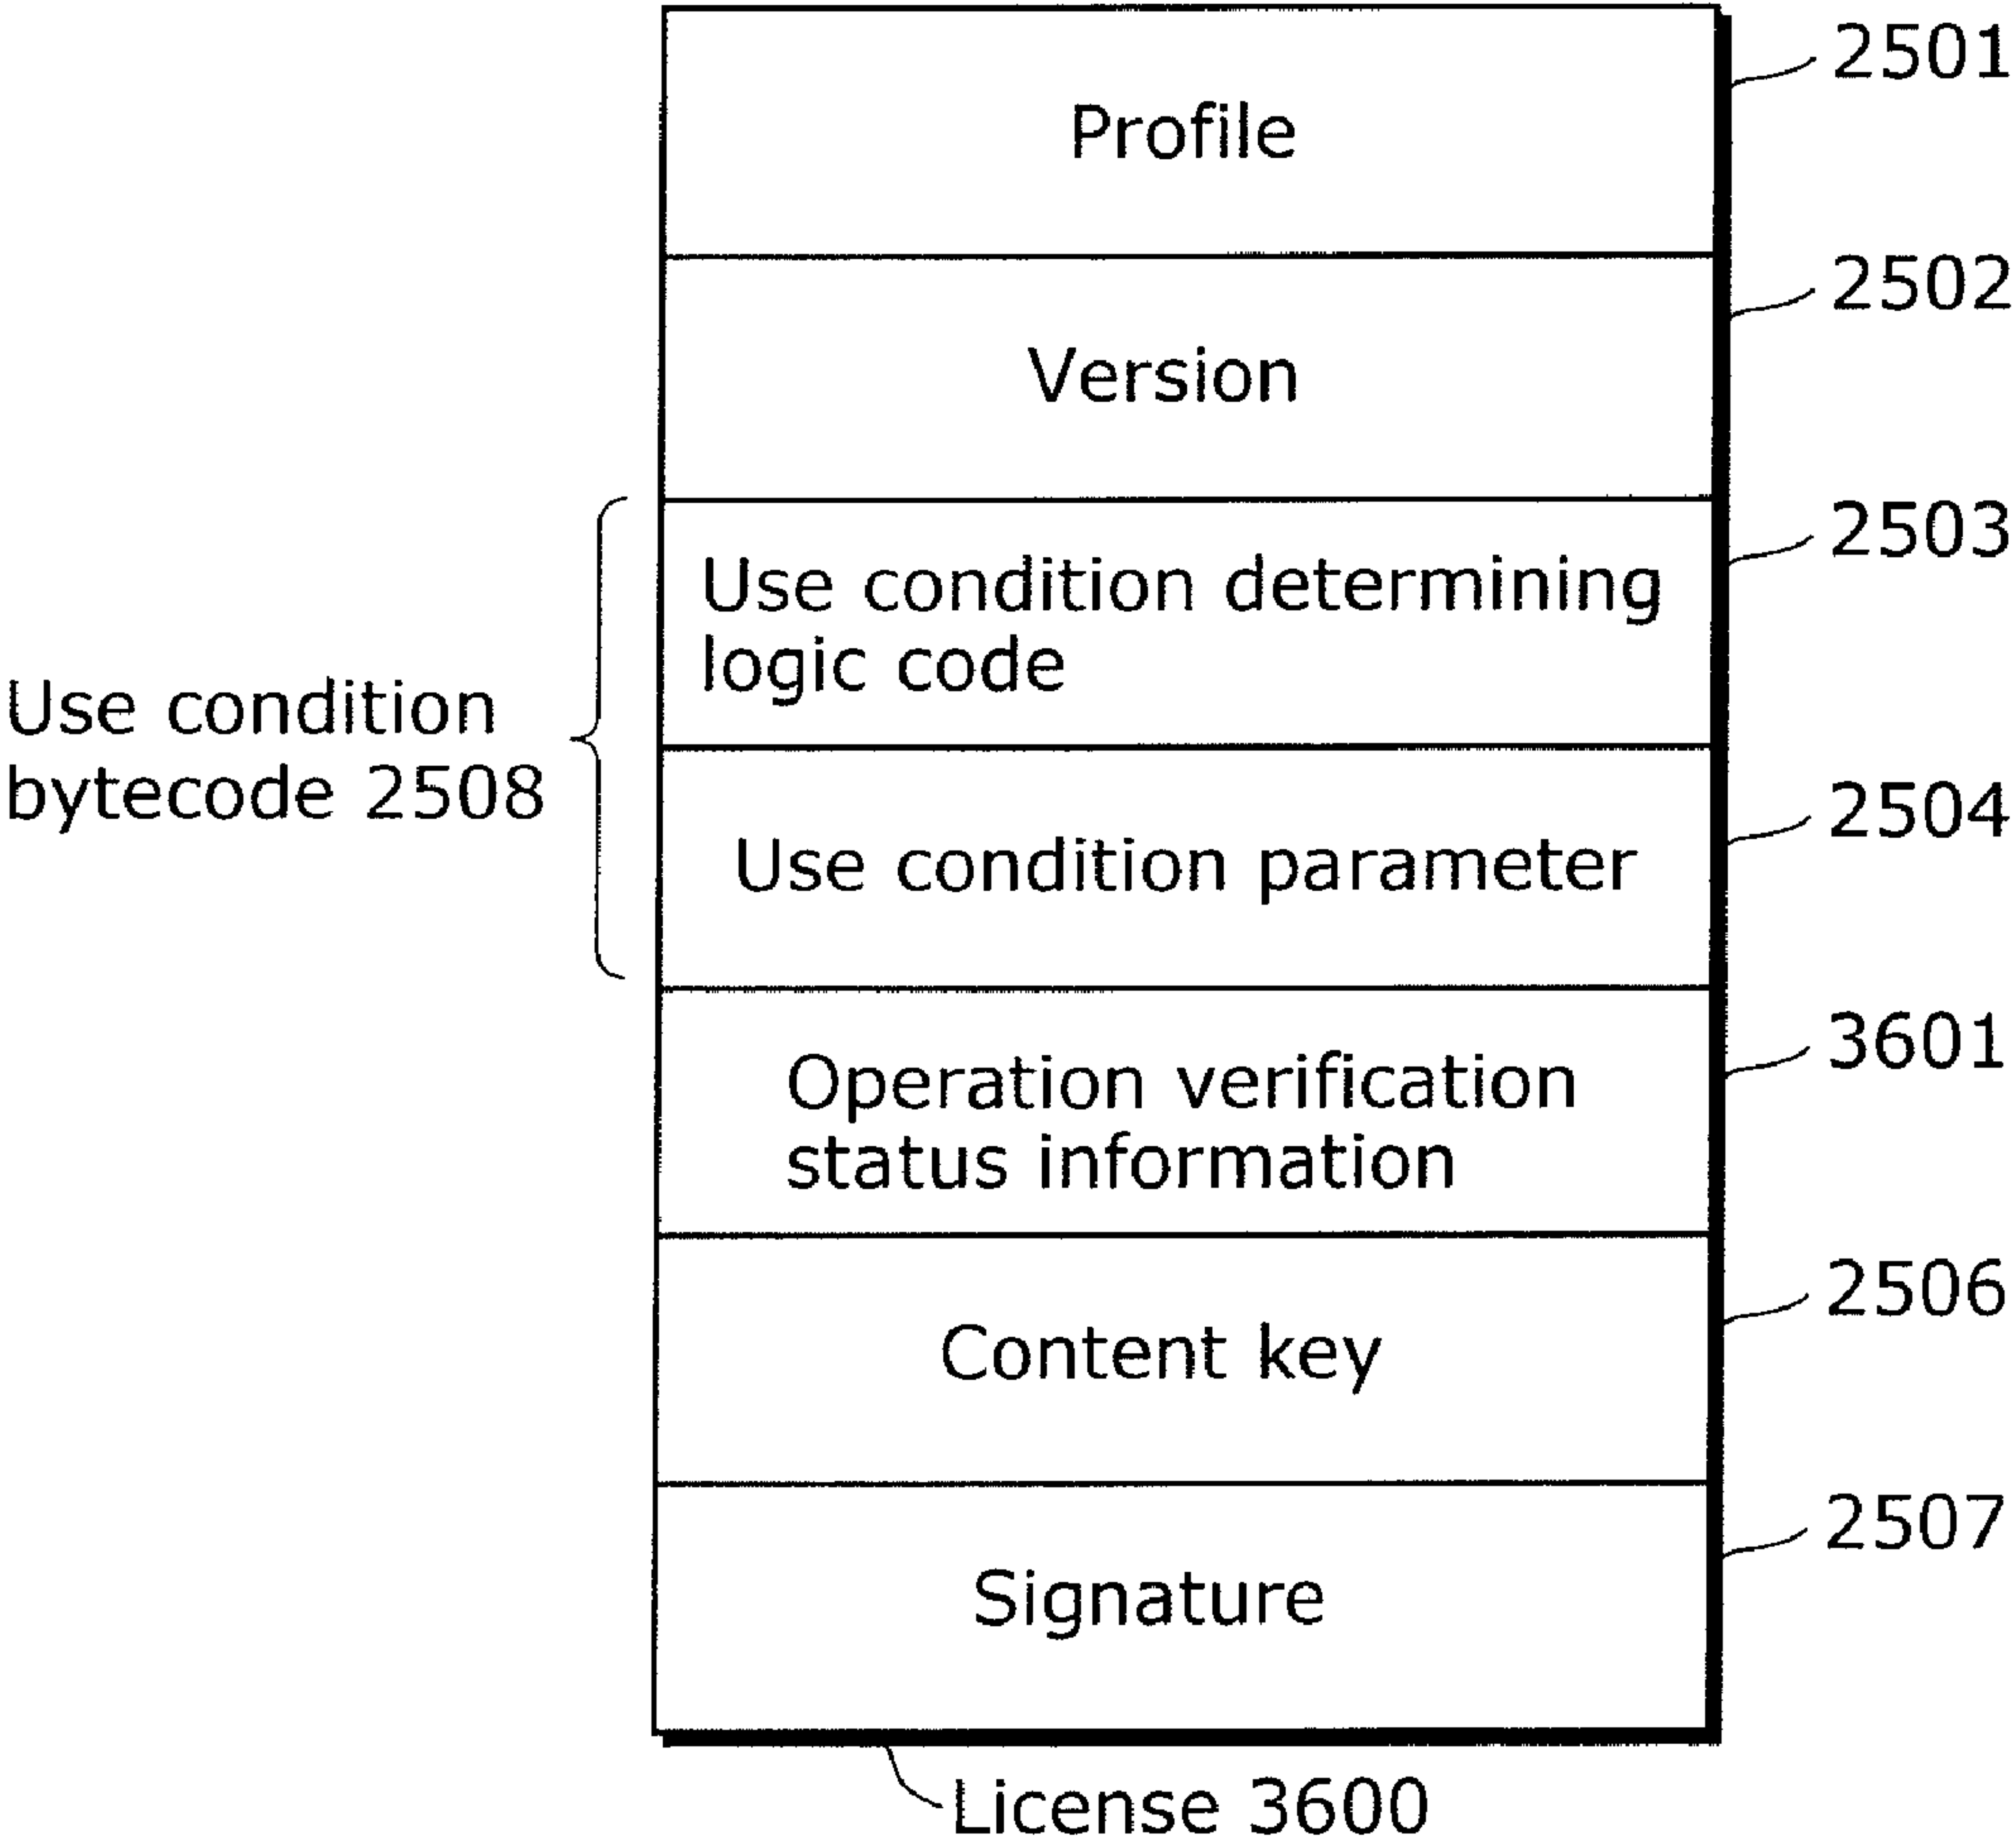 2501
Profile
2502
Version
2503
Use condition determining
logic code
Use condition
bytecode 2508
2504
Use condition parameter
3601
Operation verification
status information
2506
Content key
2507
Signature
License 3600